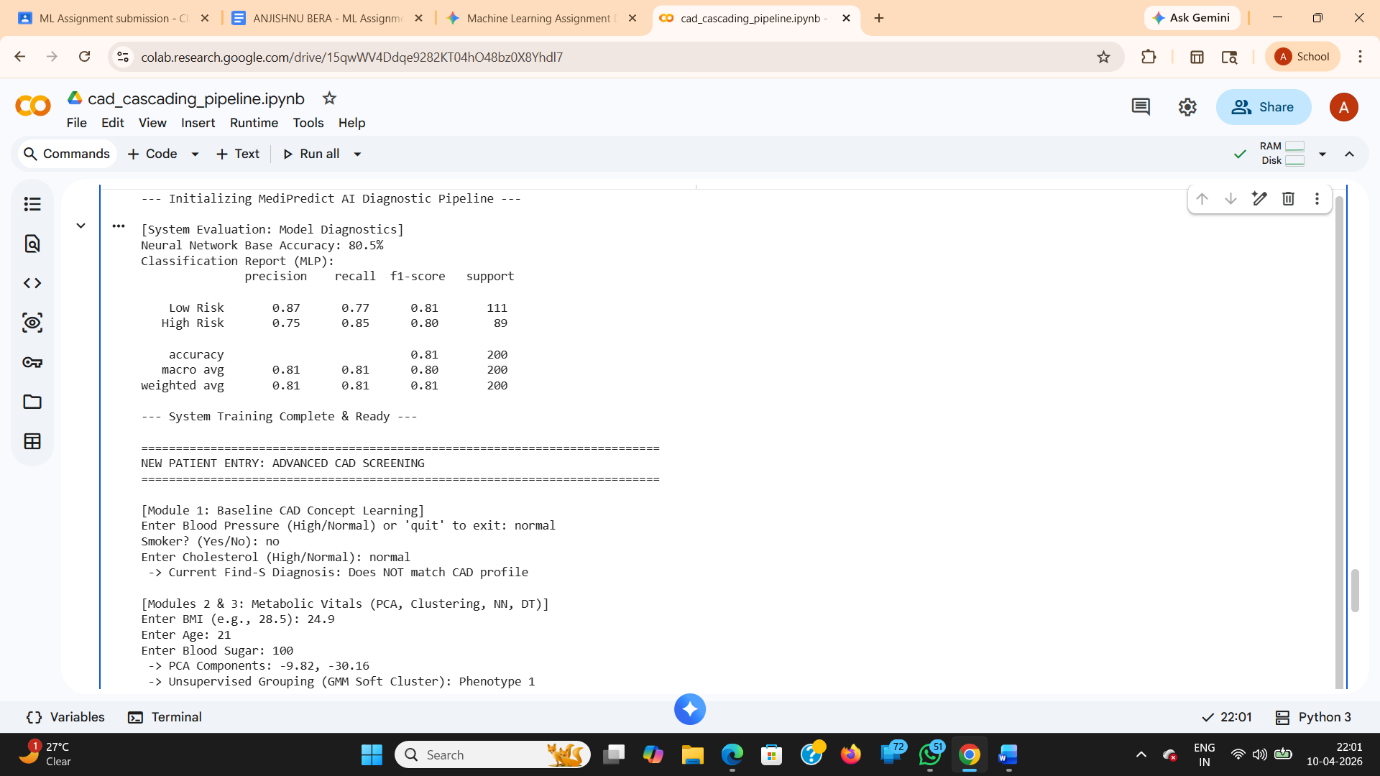 ML Assignment submission - Cl
ANJISHNU BERA - ML Assignme
Machine Learning Assignment
cad_cascading_pipeline.ipynb -
Ask Gemini
colab.research.google.com/drive/15qwWV4Ddqe9282KT04hO48bz0X8Yhdl7
A School
cad_cascading_pipeline.ipynb
File Edit View Insert Runtime Tools Help
Share
A
Commands + Code + Text Run all
RAM
Disk
--- Initializing MediPredict AI Diagnostic Pipeline ---
[System Evaluation: Model Diagnostics]
Neural Network Base Accuracy: 80.5%
Classification Report (MLP):
precision recall f1-score support
Low Risk 0.87 0.77 0.81 111
High Risk 0.75 0.85 0.80 89
accuracy 0.81 200
macro avg 0.81 0.81 0.80 200
weighted avg 0.81 0.81 0.81 200
--- System Training Complete & Ready ---
===========================================================================
NEW PATIENT ENTRY: ADVANCED CAD SCREENING
===========================================================================
[Module 1: Baseline CAD Concept Learning]
Enter Blood Pressure (High/Normal) or 'quit' to exit: normal
Smoker? (Yes/No): no
Enter Cholesterol (High/Normal): normal
-> Current Find-S Diagnosis: Does NOT match CAD profile
[Modules 2 & 3: Metabolic Vitals (PCA, Clustering, NN, DT)]
Enter BMI (e.g., 28.5): 24.9
Enter Age: 21
Enter Blood Sugar: 100
-> PCA Components: -9.82, -30.16
-> Unsupervised Grouping (GMM Soft Cluster): Phenotype 1
Variables Terminal
22:01 Python 3
1
27°C
Clear
Search
72
51
ENG
IN
22:01
10-04-2026